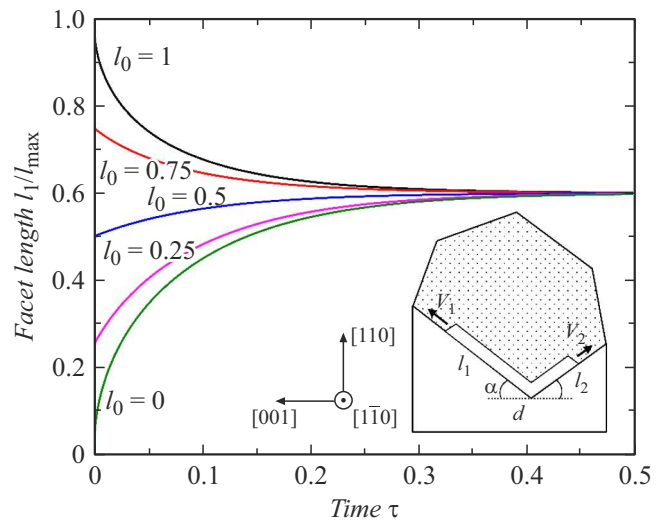 1.0
0.8
0.6
0.4
0.2
0
Facet length l₁/lₘₐₓ
l₀ = 1
l₀ = 0.75
l₀ = 0.5
l₀ = 0.25
l₀ = 0
[110]
[001]
[11̄0]
V₁
V₂
l₁
l₂
α
d
0
0.1
0.2
0.3
0.4
0.5
Time τ